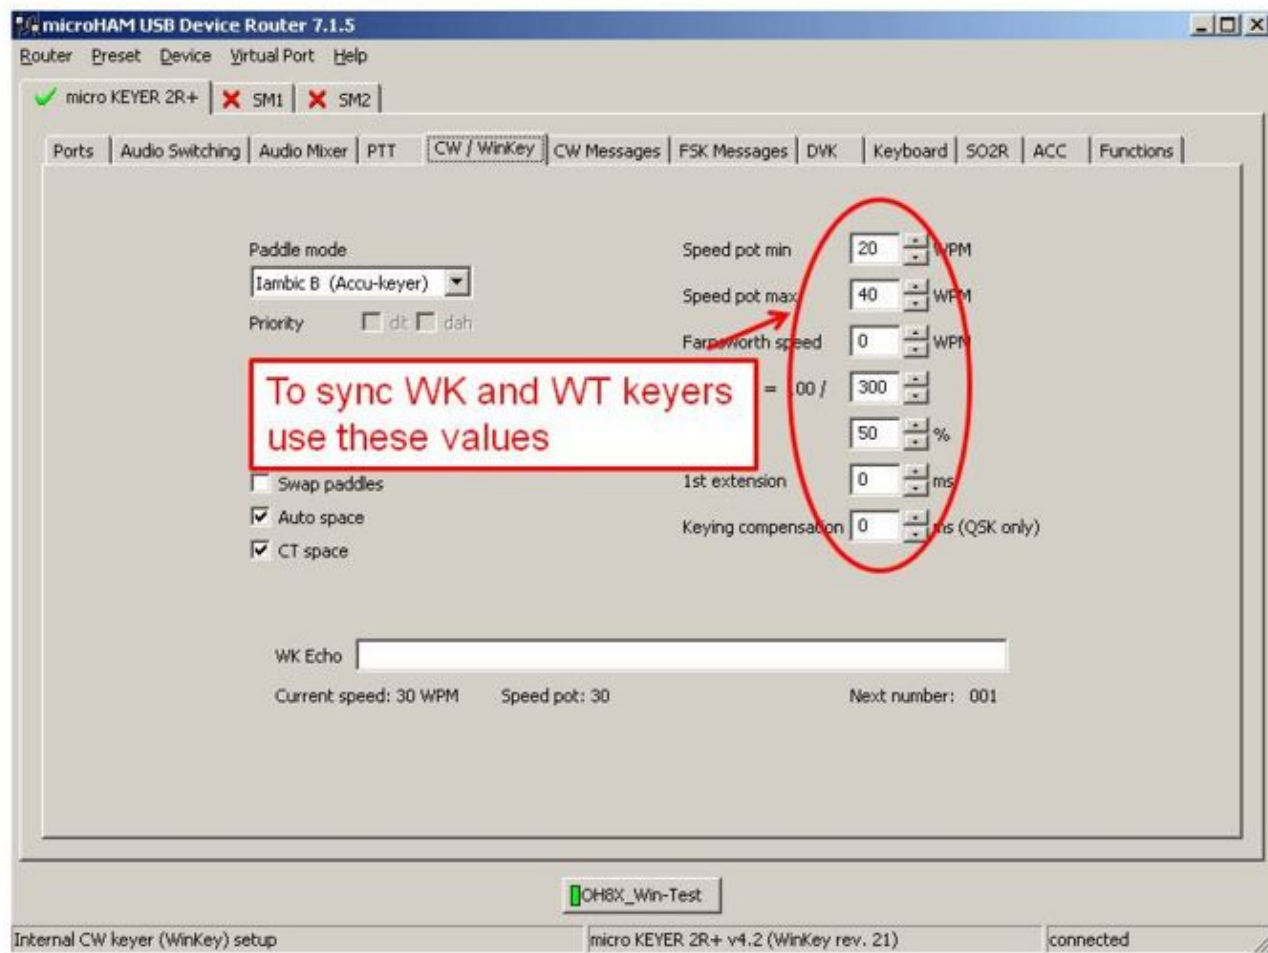 microHAM USB Device Router 7.1.5
Router Preset Device Virtual Port Help
micro KEYER 2R+ SM1 SM2
Ports Audio Switching Audio Mixer PTT CW / WinKey CW Messages FSK Messages DVK Keyboard SO2R ACC Functions
Paddle mode
Iambic B (Accu-keyer)
Priority dit dah
To sync WK and WT keyers
use these values
Swap paddles
Auto space
CT space
Speed pot min 20 WPM
Speed pot max 40 WPM
Farnsworth speed 0 WPM
= 100 / 300
50 %
1st extension 0 ms
Keying compensation 0 ms (QSK only)
WK Echo
Current speed: 30 WPM Speed pot: 30 Next number: 001
OH8X_Win-Test
Internal CW keyer (WinKey) setup micro KEYER 2R+ v4.2 (WinKey rev. 21) connected